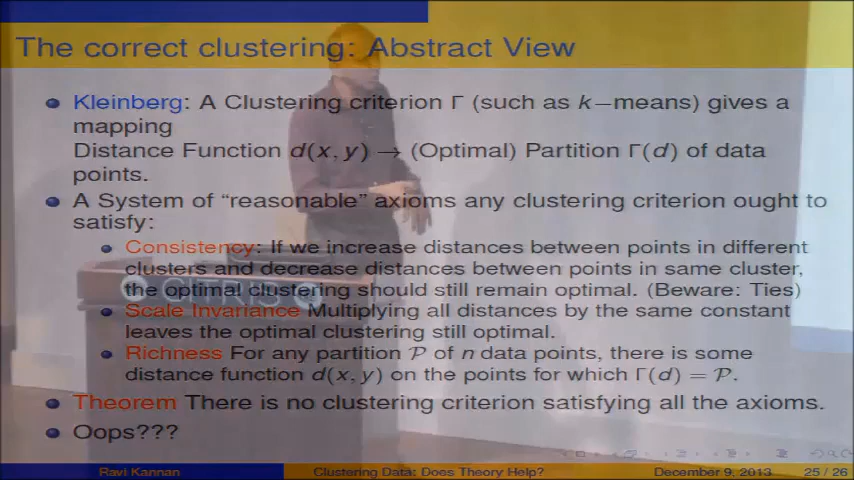 The correct clustering: Abstract View
Kleinberg: A Clustering criterion Γ (such as k−means) gives a
mapping
Distance Function d(x, y) → (Optimal) Partition Γ(d) of data
points.
A System of “reasonable” axioms any clustering criterion ought to
satisfy:
Consistency: If we increase distances between points in different
clusters and decrease distances between points in same cluster,
the optimal clustering should still remain optimal. (Beware: Ties)
CITRIS
Scale Invariance Multiplying all distances by the same constant
leaves the optimal clustering still optimal.
Richness For any partition P of n data points, there is some
distance function d(x, y) on the points for which Γ(d) = P.
Theorem There is no clustering criterion satisfying all the axioms.
Oops???
Ravi Kannan Clustering Data: Does Theory Help? December 9, 2013 25 / 26